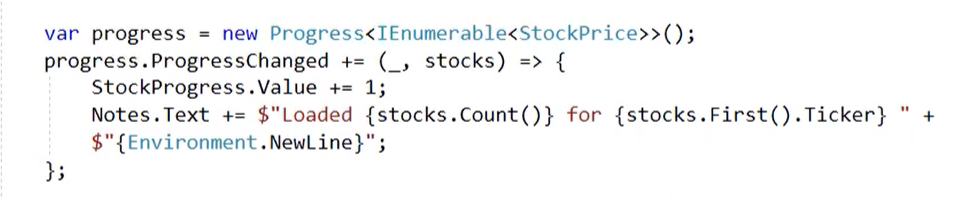 var progress = new Progress<IEnumerable<StockPrice>>();
progress.ProgressChanged += (_, stocks) => {
StockProgress.Value += 1;
Notes.Text += $"Loaded {stocks.Count()} for {stocks.First().Ticker} " +
$"{Environment.NewLine}";
};